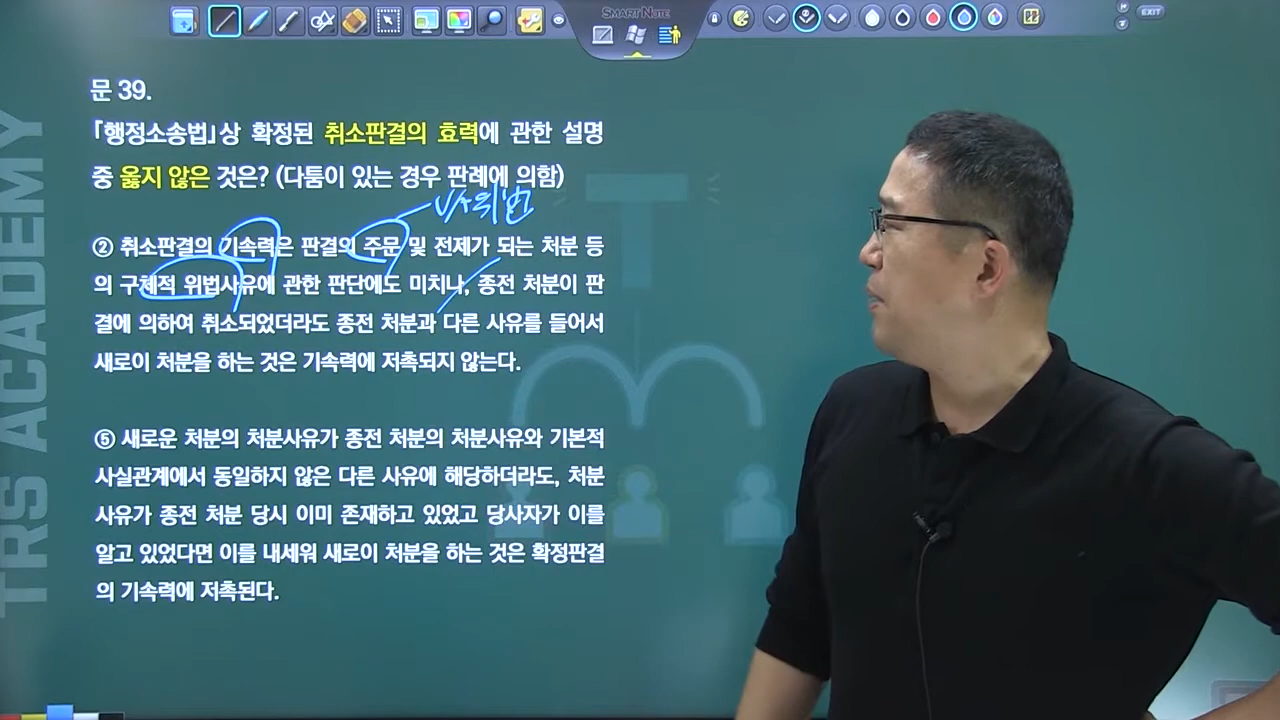 SMARTNOTE
EXIT
문 39.
「행정소송법」상 확정된 취소판결의 효력에 관한 설명
중 옳지 않은 것은? (다툼이 있는 경우 판례에 의함)
② 취소판결의 기속력은 판결의 주문 및 전제가 되는 처분 등
의 구체적 위법사유에 관한 판단에도 미치나, 종전 처분이 판
결에 의하여 취소되었더라도 종전 처분과 다른 사유를 들어서
새로이 처분을 하는 것은 기속력에 저촉되지 않는다.
⑤ 새로운 처분의 처분사유가 종전 처분의 처분사유와 기본적
사실관계에서 동일하지 않은 다른 사유에 해당하더라도, 처분
사유가 종전 처분 당시 이미 존재하고 있었고 당사자가 이를
알고 있었다면 이를 내세워 새로이 처분을 하는 것은 확정판결
의 기속력에 저촉된다.
TRS ACADEMY